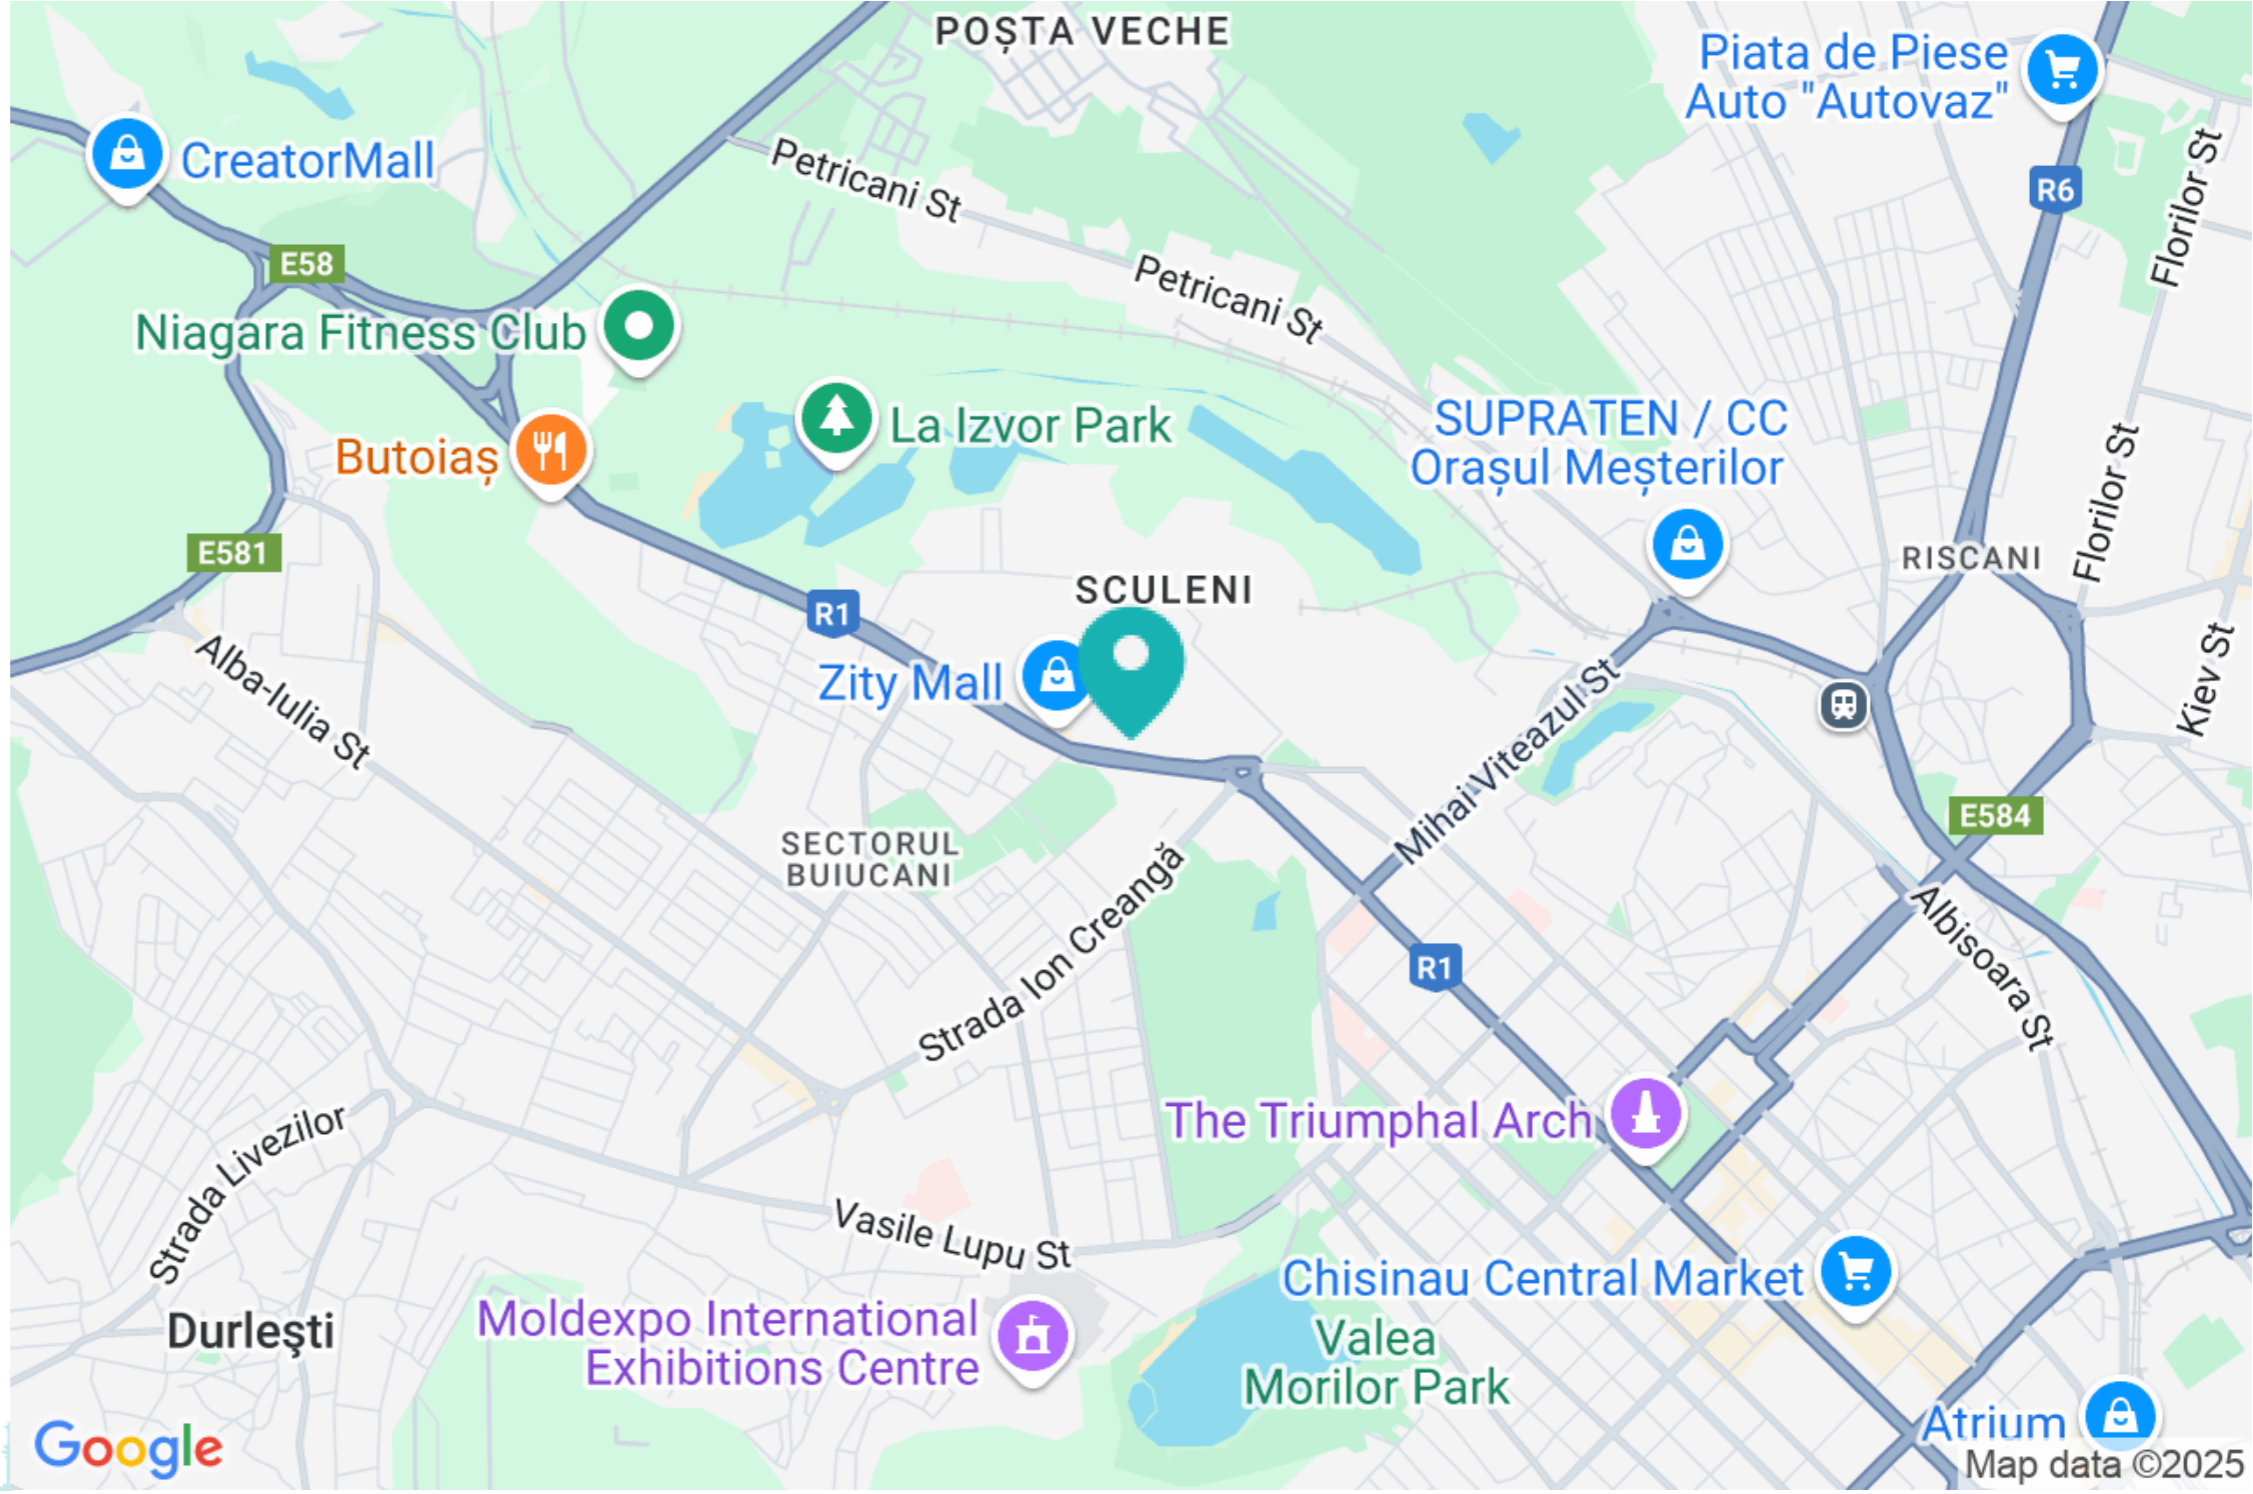 POȘTA VECHE
Piata de Piese
Auto "Autovaz"
CreatorMall
Petricani St
R6
Florilor St
E58
Petricani St
Niagara Fitness Club
La Izvor Park
SUPRATEN / CC
Orașul Meșterilor
Butoiaș
Florilor St
E581
RISCANI
SCULENI
R1
Alba-Iulia St
Zity Mall
Mihai Viteazul St
Kiev St
E584
SECTORUL
BUIUCANI
Strada Ion Creangă
Albisoara St
R1
The Triumphal Arch
Strada Livezilor
Vasile Lupu St
Chisinau Central Market
Durleşti
Moldexpo International
Exhibitions Centre
Valea
Morilor Park
Atrium
Google
Map data ©2025